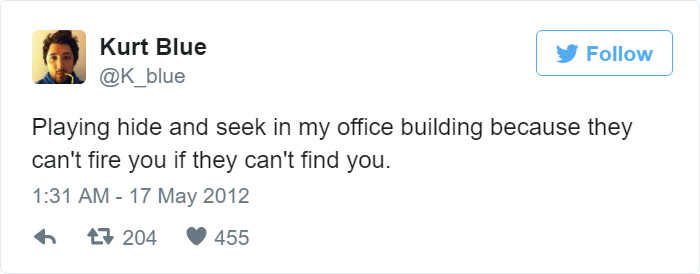 Kurt Blue
@K_blue
Follow
Playing hide and seek in my office building because they
can't fire you if they can't find you.
1:31 AM - 17 May 2012
204 455